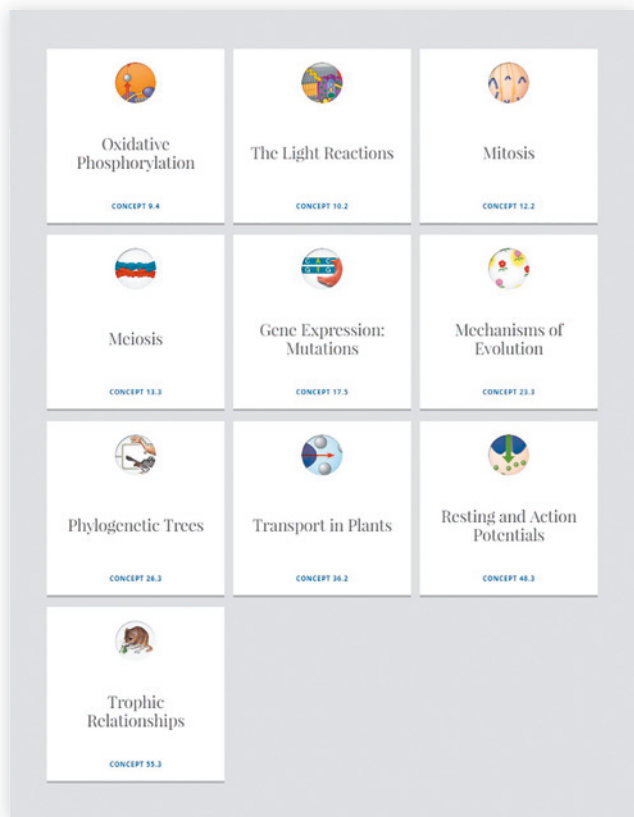 Oxidative
Phosphorylation
CONCEPT 9.4
The Light Reactions
CONCEPT 10.2
Mitosis
CONCEPT 12.2
Meiosis
CONCEPT 13.3
C A C
G T G
Gene Expression:
Mutations
CONCEPT 17.5
Mechanisms of
Evolution
CONCEPT 23.3
Phylogenetic Trees
CONCEPT 26.3
Transport in Plants
CONCEPT 36.2
Resting and Action
Potentials
CONCEPT 48.3
Trophic
Relationships
CONCEPT 55.3